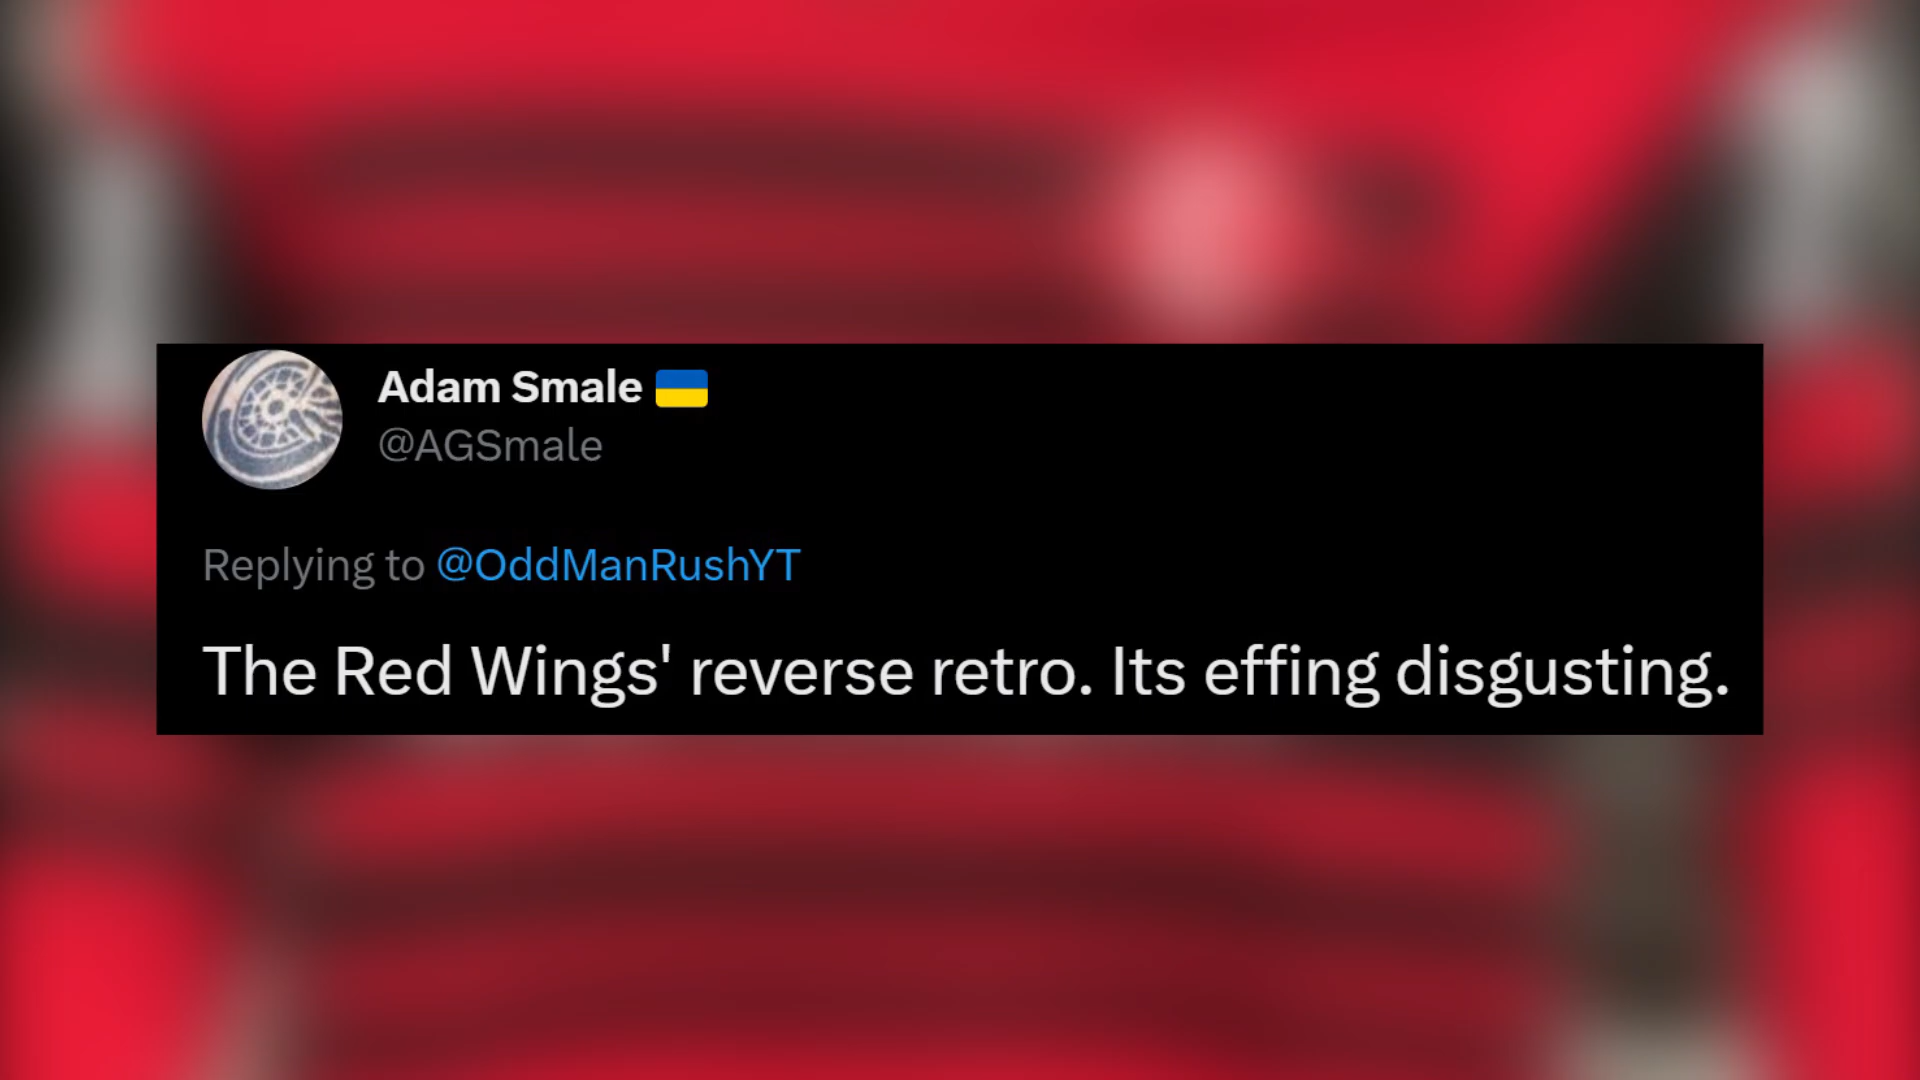 Adam Smale 🇺🇦
@AGSmale
Replying to @OddManRushYT
The Red Wings' reverse retro. Its effing disgusting.